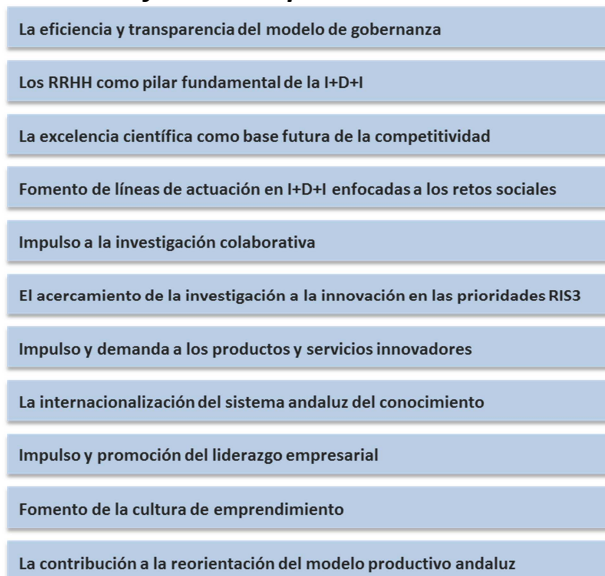 La eficiencia y transparencia del modelo de gobernanza
Los RRHH como pilar fundamental de la I+D+I
La excelencia científica como base futura de la competitividad
Fomento de líneas de actuación en I+D+I enfocadas a los retos sociales
Impulso a la investigación colaborativa
El acercamiento de la investigación a la innovación en las prioridades RIS3
Impulso y demanda a los productos y servicios innovadores
La internacionalización del sistema andaluz del conocimiento
Impulso y promoción del liderazgo empresarial
Fomento de la cultura de emprendimiento
La contribución a la reorientación del modelo productivo andaluz